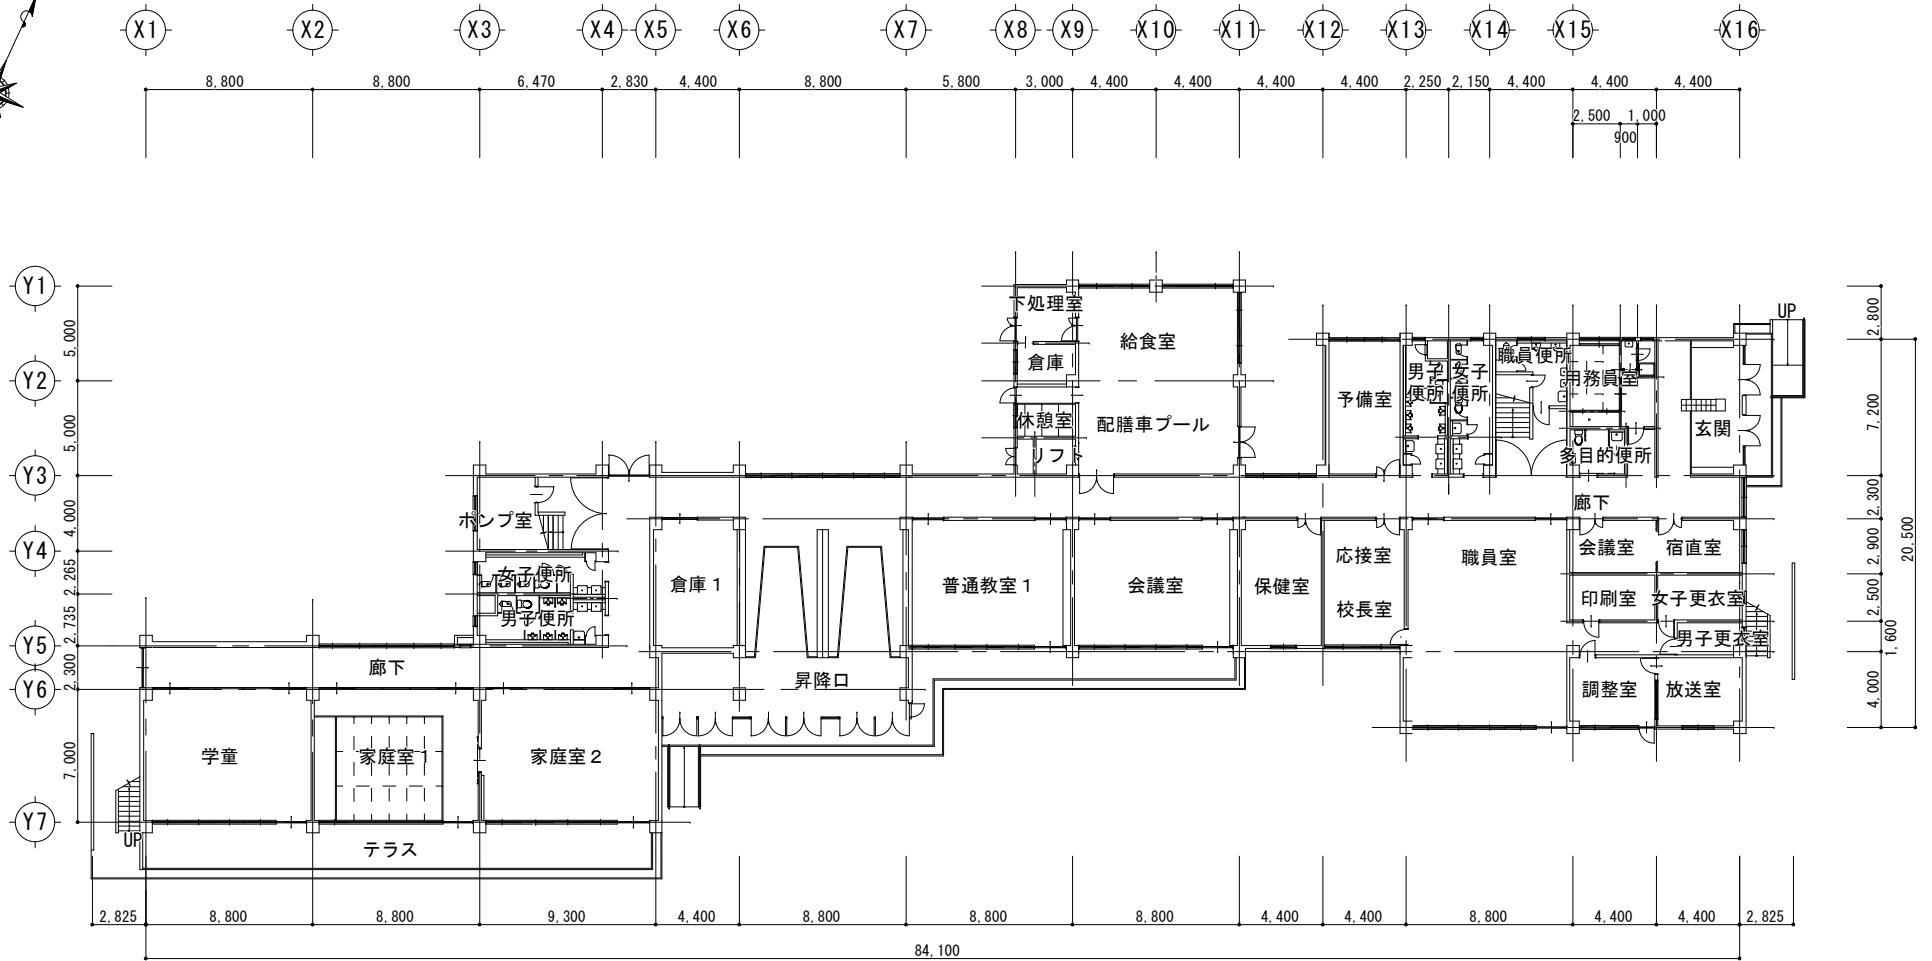 X1 X2 X3 X4 X5 X6 X7 X8 X9 X10 X11 X12 X13 X14 X15 X16
8,800 8,800 6,470 2,830 4,400 8,800 5,800 3,000 4,400 4,400 4,400 4,400 2,250 2,150 4,400 4,400 4,400
2,500 1,000
900
Y1
Y2
Y3
Y4
Y5
Y6
Y7
5,000
5,000
4,000
2,265
2,735
2,300
7,000
下処理室
倉庫
休憩室
リフト
給食室
配膳車プール
予備室
男子
便所
女子
便所
職員便所
用務員室
多目的便所
玄関
UP
廊下
ポンプ室
女子便所
男子便所
倉庫1
昇降口
普通教室1
会議室
保健室
応接室
校長室
職員室
会議室
宿直室
印刷室
女子更衣室
男子更衣室
調整室
放送室
廊下
学童
家庭室1
家庭室2
テラス
UP
2,800
7,200
2,300
2,900
2,500
1,600
4,000
20,500
2,825 8,800 8,800 9,300 4,400 8,800 8,800 8,800 4,400 4,400 8,800 4,400 4,400 2,825
84,100